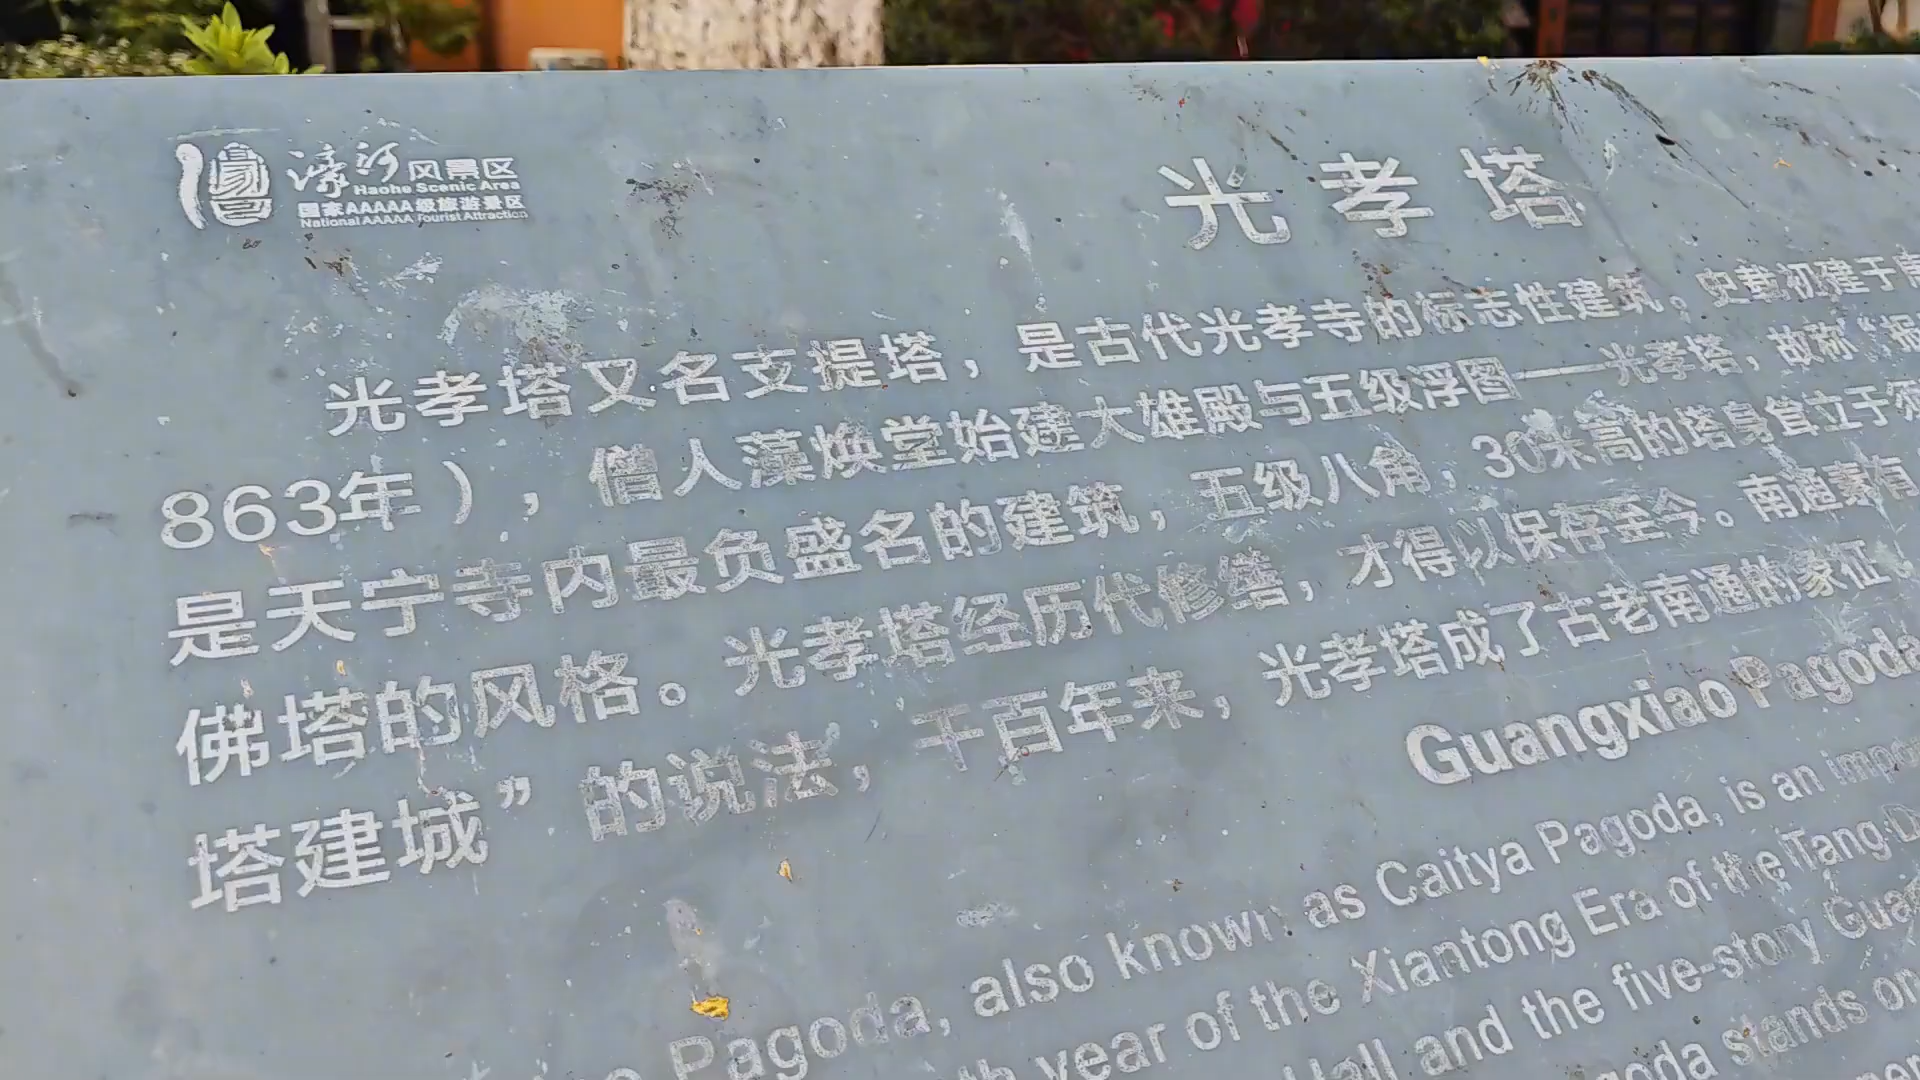 濠河风景区
Haohe Scenic Area
国家AAAAA级旅游景区
National AAAAA Tourist Attraction
光孝塔
光孝塔又名支提塔，是古代光孝寺的标志性建筑。史载初建于唐
863年），僧人藻焕堂始建大雄殿与五级浮图——光孝塔，故称“据
是天宁寺内最负盛名的建筑，五级八角，30米高的塔身耸立于须
佛塔的风格。光孝塔经历代修缮，才得以保存至今。南通素有
塔建城”的说法，千百年来，光孝塔成了古老南通的象征。
Guangxiao Pagoda
Pagoda, also known as Caitya Pagoda, is an
year of the Xiantong Era of the Tang
Hall and the five-story
stands on